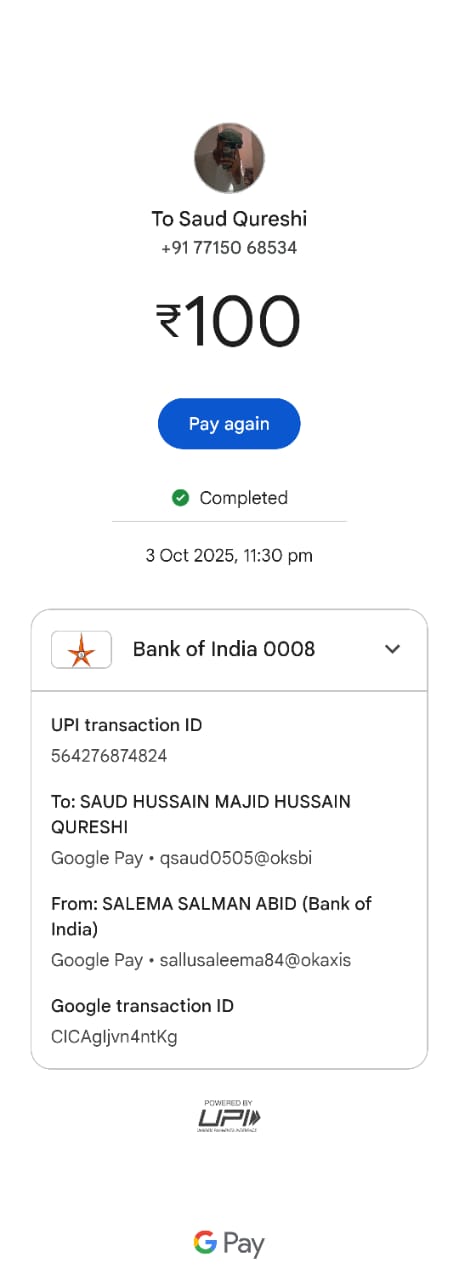 To Saud Qureshi
+91 77150 68534
₹100
Pay again
Completed
3 Oct 2025, 11:30 pm
Bank of India 0008
UPI transaction ID
564276874824
To: SAUD HUSSAIN MAJID HUSSAIN
QURESHI
Google Pay • qsaud0505@oksbi
From: SALEMA SALMAN ABID (Bank of
India)
Google Pay • sallusaleema84@okaxis
Google transaction ID
CICAgIjvn4ntKg
POWERED BY
UPI
UNIFIED PAYMENTS INTERFACE
G Pay